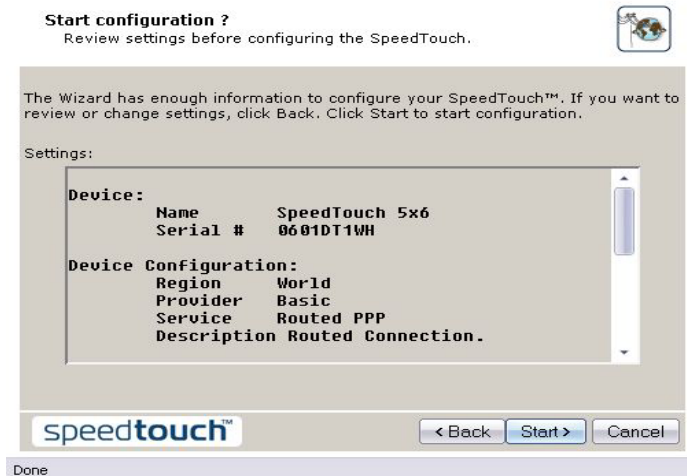 Start configuration ?
Review settings before configuring the SpeedTouch.
The Wizard has enough information to configure your SpeedTouch™. If you want to
review or change settings, click Back. Click Start to start configuration.
Settings:
Device:
Name SpeedTouch 5x6
Serial # 0601DT1WH
Device Configuration:
Region World
Provider Basic
Service Routed PPP
Description Routed Connection.
speedtouch™
< Back Start > Cancel
Done